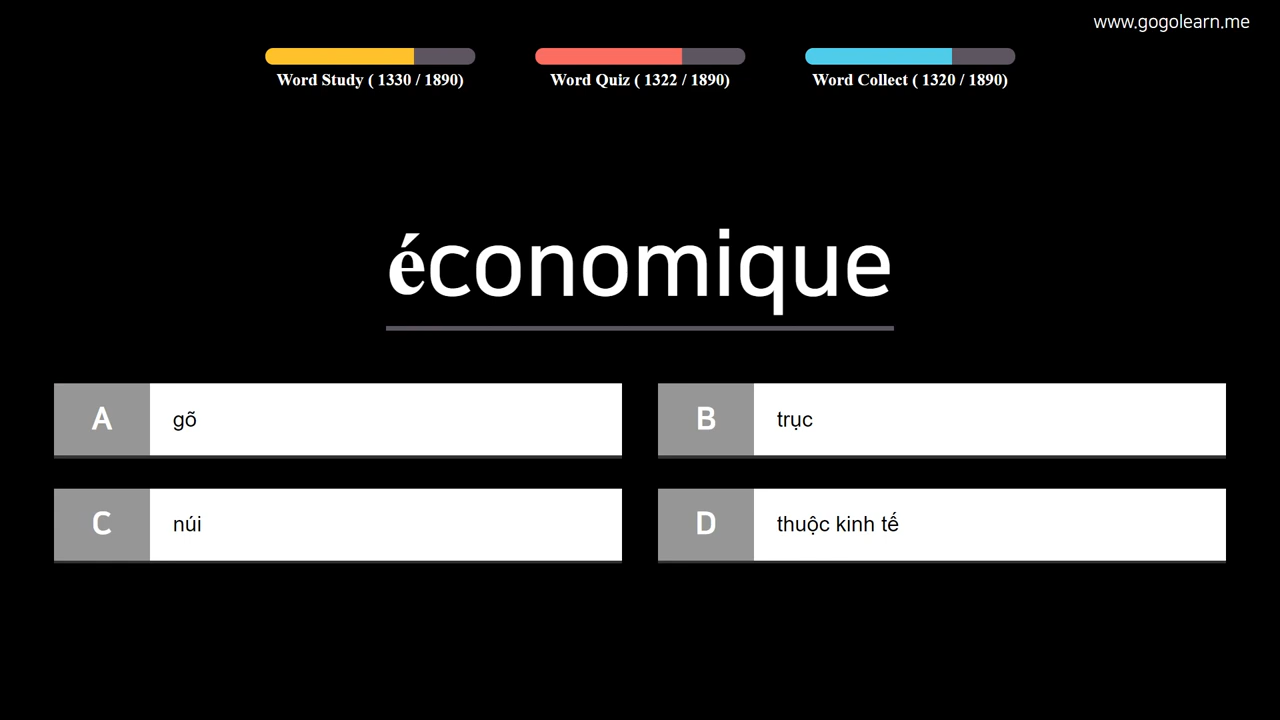 www.gogolearn.me
Word Study ( 1330 / 1890)
Word Quiz ( 1322 / 1890)
Word Collect ( 1320 / 1890)
économique
A gõ
B trục
C núi
D thuộc kinh tế